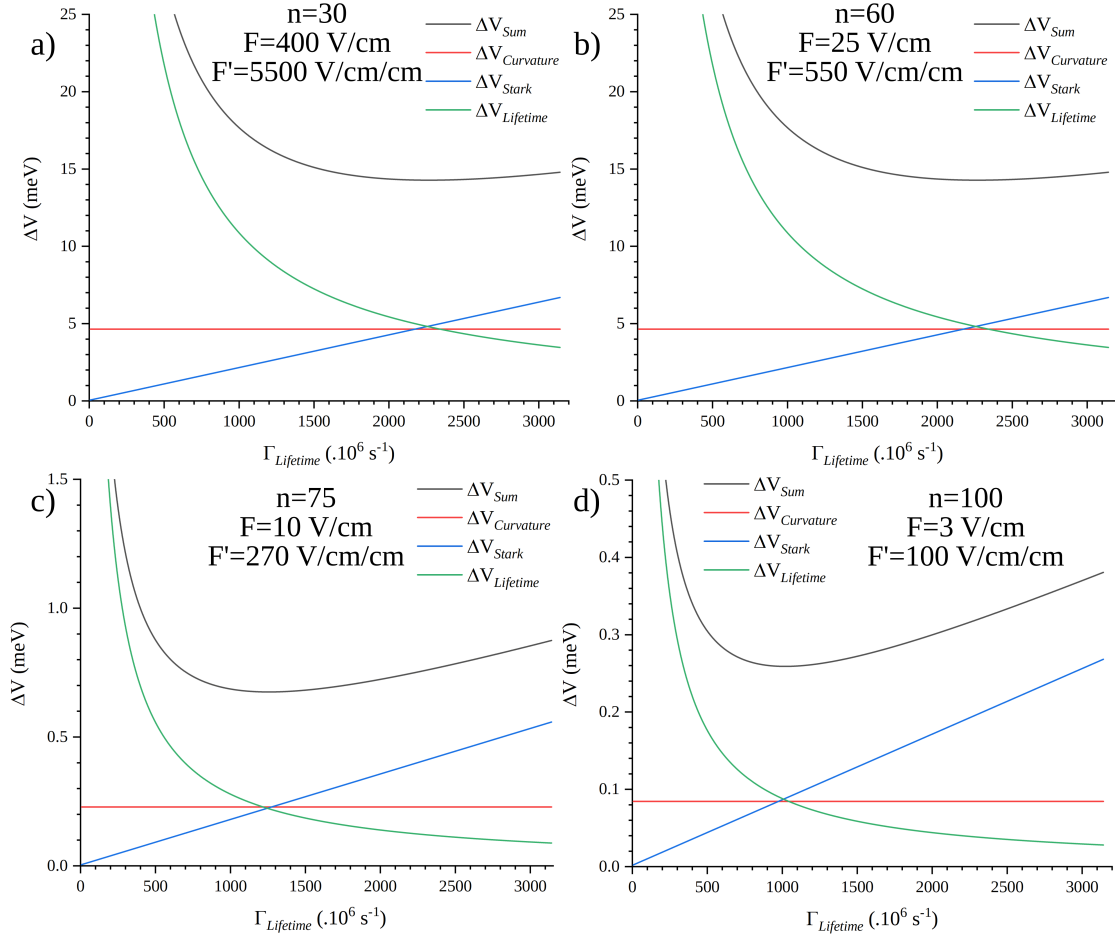 a)
n=30
F=400 V/cm
F'=5500 V/cm/cm
ΔV_Sum
ΔV_Curvature
ΔV_Stark
ΔV_Lifetime
25
20
15
10
5
0
ΔV (meV)
0 500 1000 1500 2000 2500 3000
Γ_Lifetime (.10^6 s^-1)
b)
n=60
F=25 V/cm
F'=550 V/cm/cm
ΔV_Sum
ΔV_Curvature
ΔV_Stark
ΔV_Lifetime
25
20
15
10
5
0
ΔV (meV)
0 500 1000 1500 2000 2500 3000
Γ_Lifetime (.10^6 s^-1)
c)
n=75
F=10 V/cm
F'=270 V/cm/cm
ΔV_Sum
ΔV_Curvature
ΔV_Stark
ΔV_Lifetime
1.5
1.0
0.5
0.0
ΔV (meV)
0 500 1000 1500 2000 2500 3000
Γ_Lifetime (.10^6 s^-1)
d)
ΔV_Sum
ΔV_Curvature
ΔV_Stark
ΔV_Lifetime
n=100
F=3 V/cm
F'=100 V/cm/cm
0.5
0.4
0.3
0.2
0.1
0.0
ΔV (meV)
0 500 1000 1500 2000 2500 3000
Γ_Lifetime (.10^6 s^-1)